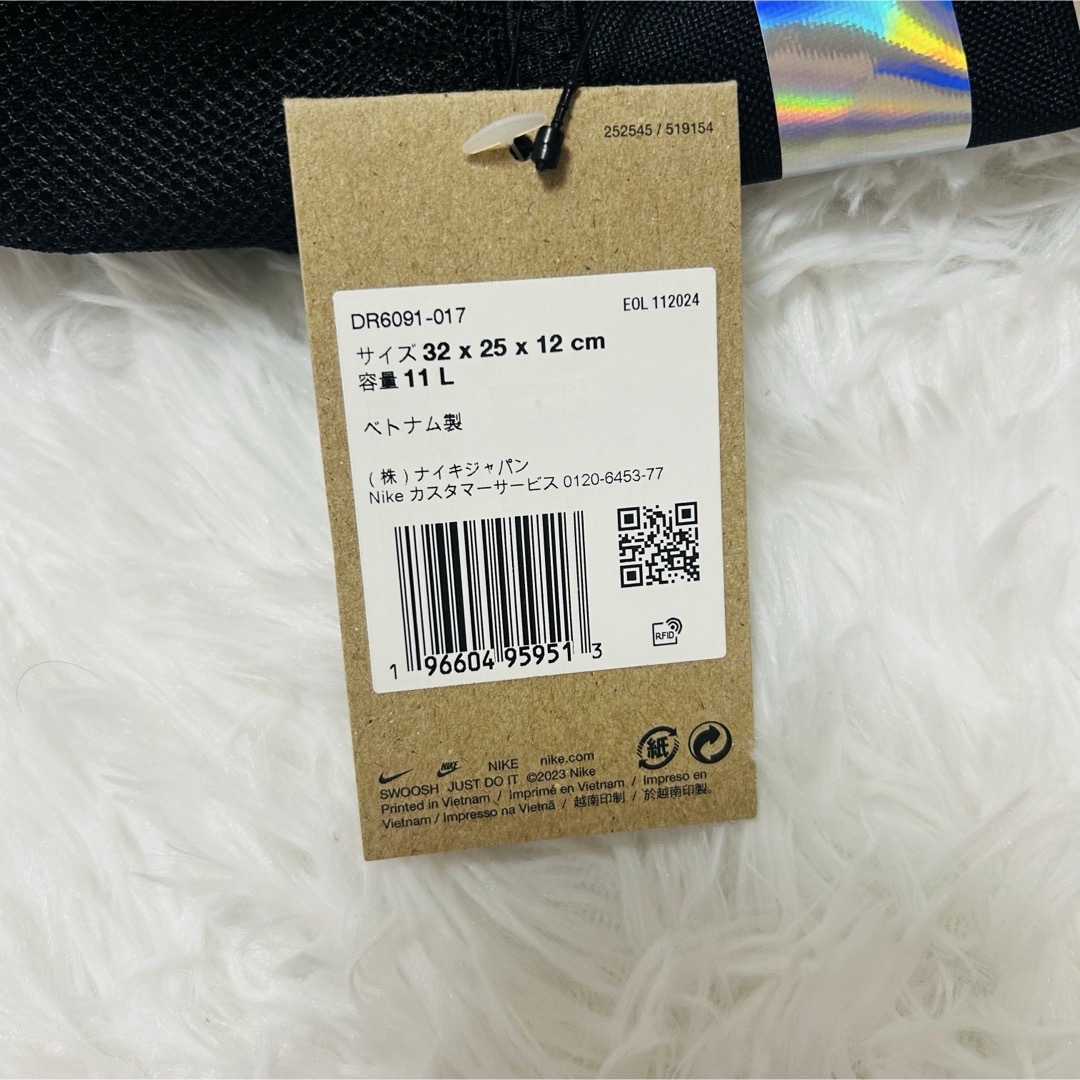 252545 / 519154
DR6091-017
EOL 112024
サイズ 32 x 25 x 12 cm
容量 11 L
ベトナム製
(株)ナイキジャパン
Nike カスタマーサービス 0120-6453-77
RFID
1 96604 95951 3
紙
NIKE NIKE nike.com
SWOOSH JUST DO IT ©2023 Nike
Printed in Vietnam / Imprimé en Vietnam / Impreso en
Vietnam / Impresso na Vietnã / 越南印制 / 於越南印製。